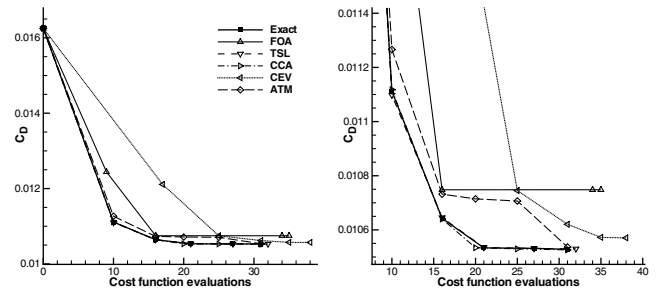 0.016
0.014
0.012
0.01
C_D
0
10
20
30
Cost function evaluations
Exact
FOA
TSL
CCA
CEV
ATM
0.0114
0.0112
0.011
0.0108
0.0106
C_D
10
15
20
25
30
35
40
Cost function evaluations